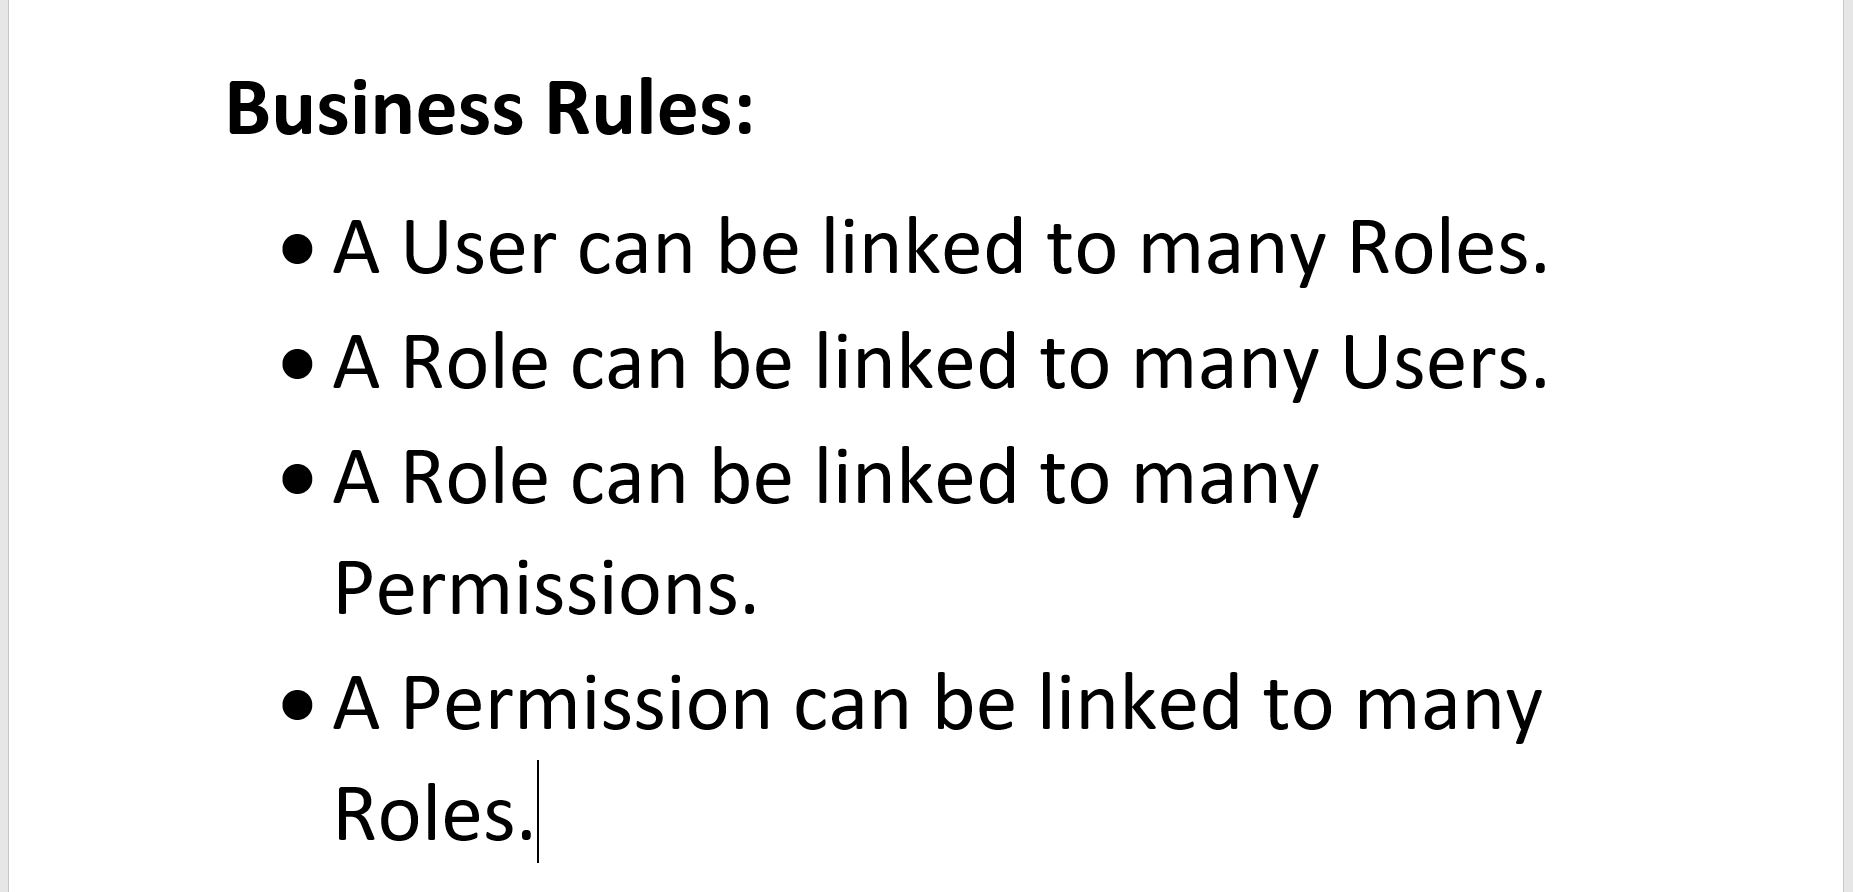 Business Rules:
• A User can be linked to many Roles.
• A Role can be linked to many Users.
• A Role can be linked to many
Permissions.
• A Permission can be linked to many
Roles.